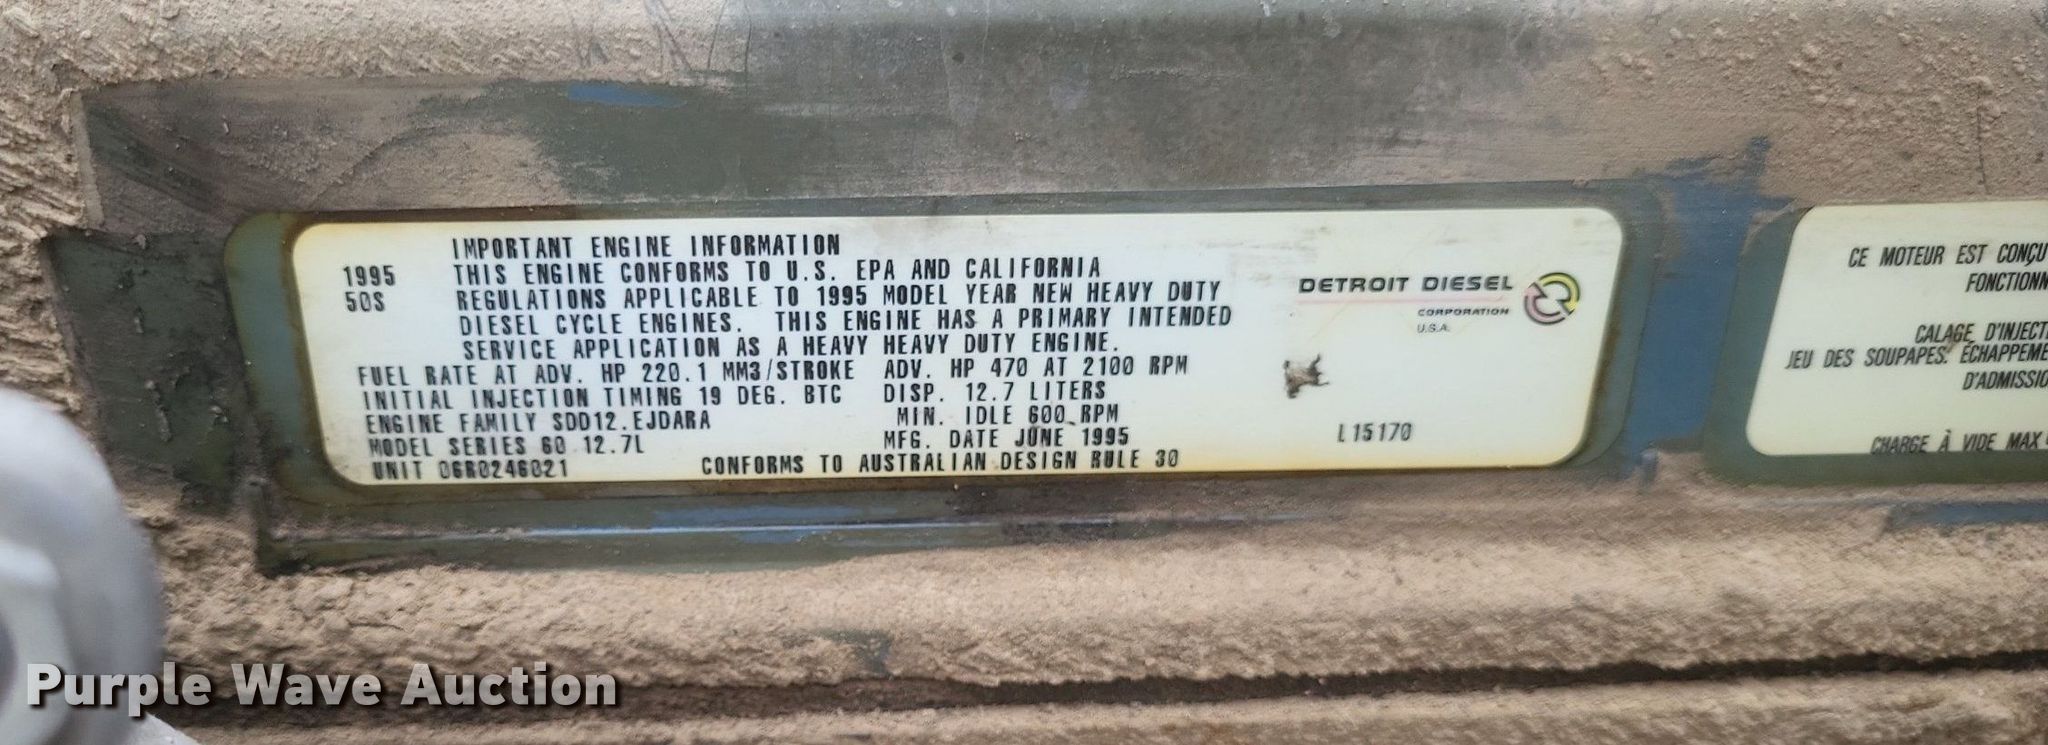 IMPORTANT ENGINE INFORMATION
1995 THIS ENGINE CONFORMS TO U.S. EPA AND CALIFORNIA
50S REGULATIONS APPLICABLE TO 1995 MODEL YEAR NEW HEAVY DUTY
DIESEL CYCLE ENGINES. THIS ENGINE HAS A PRIMARY INTENDED
SERVICE APPLICATION AS A HEAVY HEAVY DUTY ENGINE.
FUEL RATE AT ADV. HP 220.1 MM3/STROKE ADV. HP 470 AT 2100 RPM
INITIAL INJECTION TIMING 19 DEG. BTC DISP. 12.7 LITERS
ENGINE FAMILY SDD12.EJDARA MIN. IDLE 600 RPM
MODEL SERIES 60 12.7L MFG. DATE JUNE 1995
UNIT 06R0246021 CONFORMS TO AUSTRALIAN DESIGN RULE 30
DETROIT DIESEL
CORPORATION
U.S.A.
L15170
CE MOTEUR EST CONÇU
FONCTIONN
CALAGE D'INJECT
JEU DES SOUPAPES. ÉCHAPPEME
D'ADMISSIO
CHARGE À VIDE MAX
Purple Wave Auction